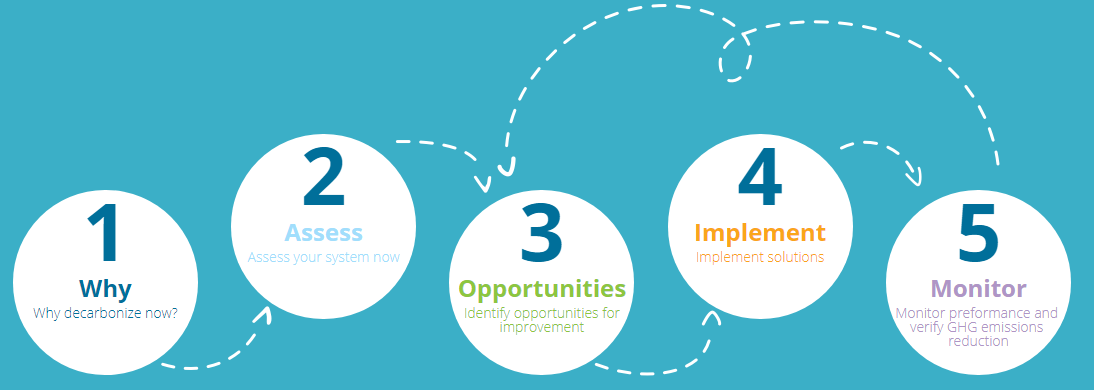 1
Why
Why decarbonize now?
2
Assess
Assess your system now
3
Opportunities
Identify opportunities for
improvement
4
Implement
Implement solutions
5
Monitor
Monitor preformance and
verify GHG emissions
reduction